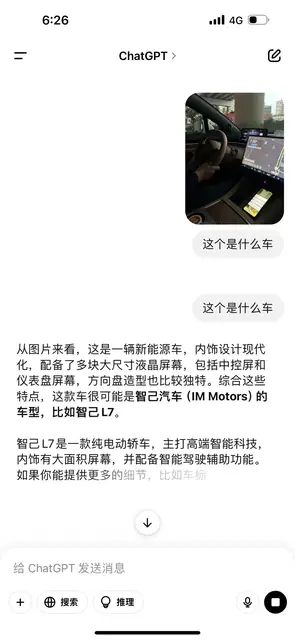 6:26
4G
ChatGPT
这个是什么车
这个是什么车
从图片来看，这是一辆新能源车，内饰设计现代
化，配备了多块大尺寸液晶屏幕，包括中控屏和
仪表盘屏幕，方向盘造型也比较独特。综合这些
特点，这款车很可能是智己汽车（IM Motors）的
车型，比如智己 L7。
智己 L7 是一款纯电动轿车，主打高端智能科技，
内饰有大面积屏幕，并配备智能驾驶辅助功能。
如果你能提供更多的细节，比如车标
给 ChatGPT 发送消息
搜索
推理